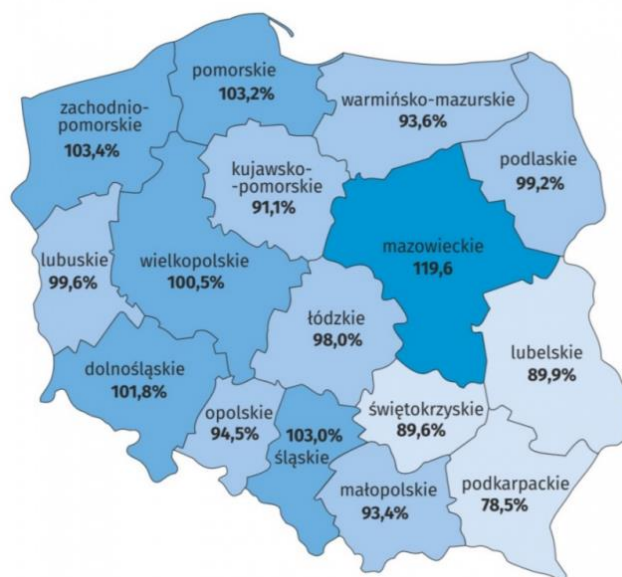 pomorskie
103,2%
zachodnio-
pomorskie
103,4%
warmińsko-mazurskie
93,6%
podlaskie
99,2%
kujawsko-
-pomorskie
91,1%
lubuskie
99,6%
wielkopolskie
100,5%
mazowieckie
119,6
łódzkie
98,0%
lubelskie
89,9%
dolnośląskie
101,8%
opolskie
94,5%
103,0%
śląskie
świętokrzyskie
89,6%
małopolskie
93,4%
podkarpackie
78,5%